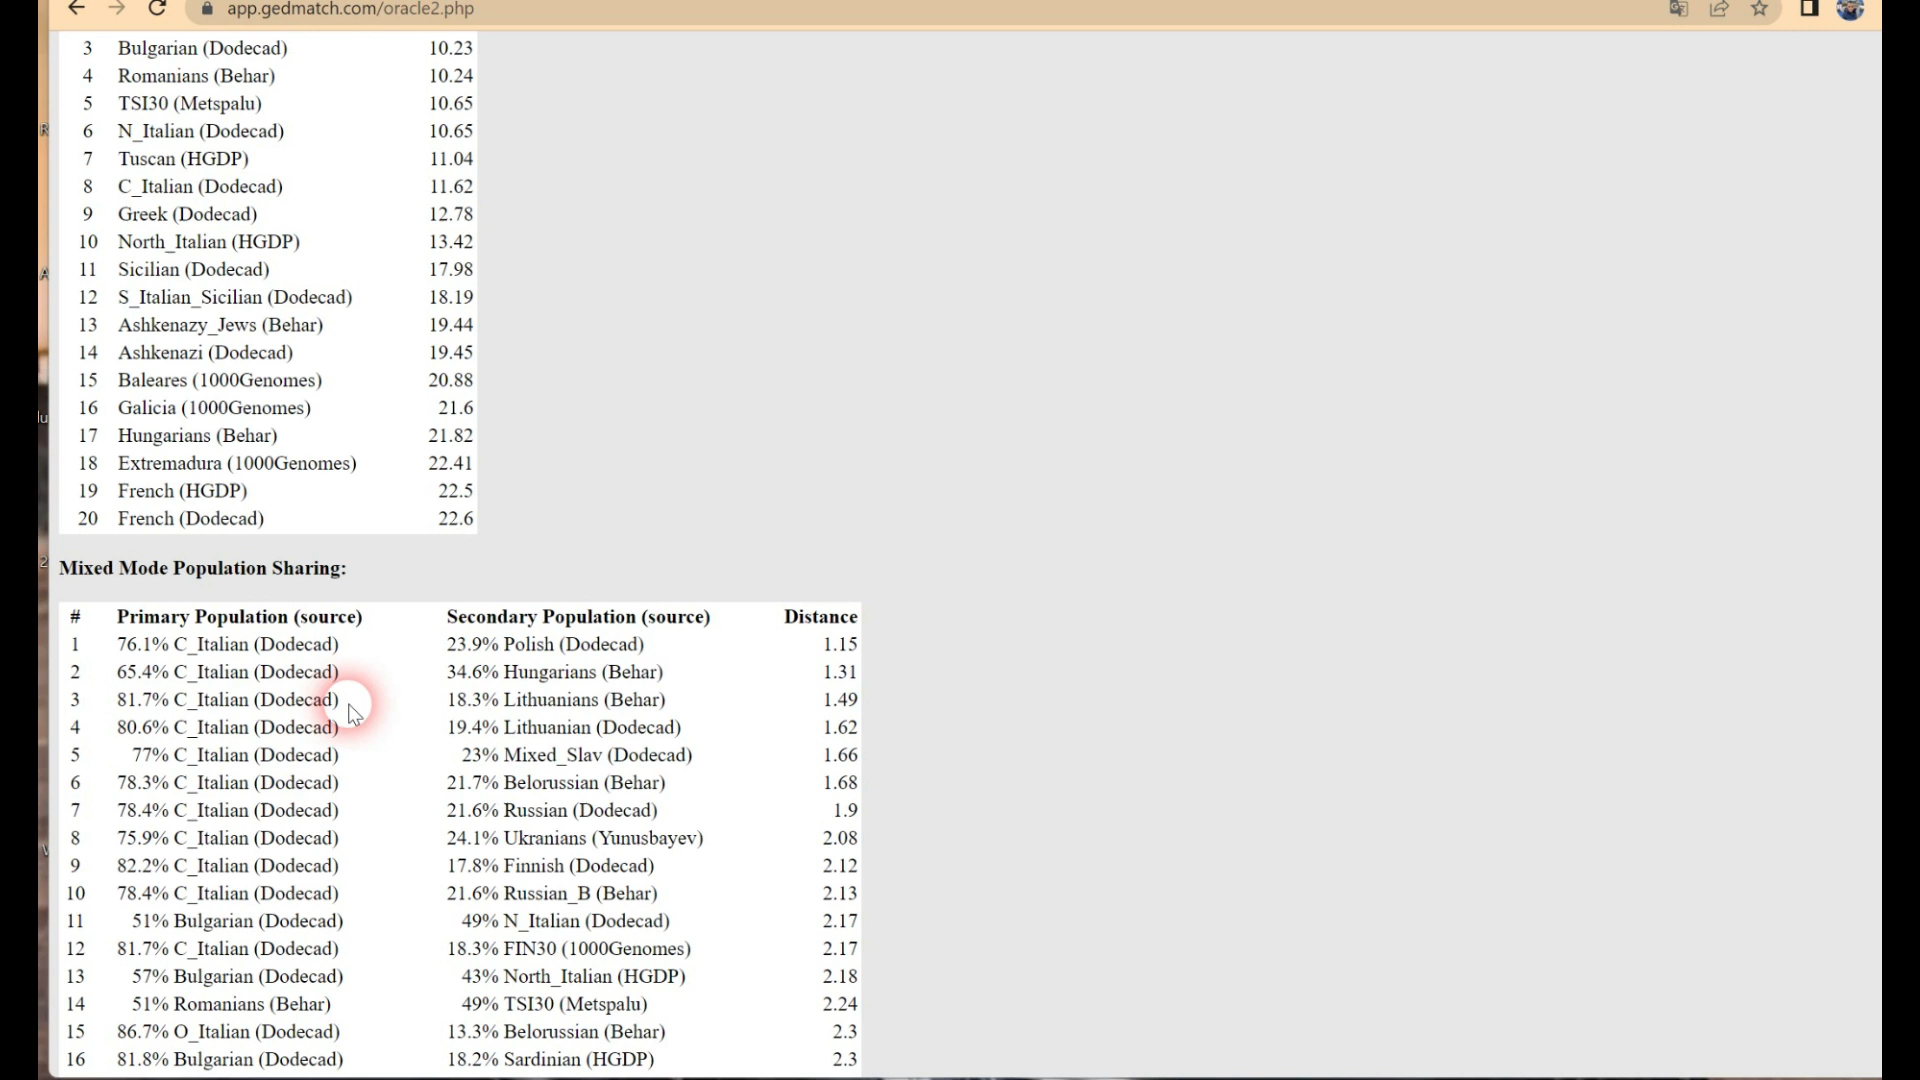 app.gedmatch.com/oracle2.php
3 Bulgarian (Dodecad) 10.23
4 Romanians (Behar) 10.24
5 TSI30 (Metspalu) 10.65
6 N_Italian (Dodecad) 10.65
7 Tuscan (HGDP) 11.04
8 C_Italian (Dodecad) 11.62
9 Greek (Dodecad) 12.78
10 North_Italian (HGDP) 13.42
11 Sicilian (Dodecad) 17.98
12 S_Italian_Sicilian (Dodecad) 18.19
13 Ashkenazy_Jews (Behar) 19.44
14 Ashkenazi (Dodecad) 19.45
15 Baleares (1000Genomes) 20.88
16 Galicia (1000Genomes) 21.6
17 Hungarians (Behar) 21.82
18 Extremadura (1000Genomes) 22.41
19 French (HGDP) 22.5
20 French (Dodecad) 22.6
Mixed Mode Population Sharing:
# Primary Population (source) Secondary Population (source) Distance
1 76.1% C_Italian (Dodecad) 23.9% Polish (Dodecad) 1.15
2 65.4% C_Italian (Dodecad) 34.6% Hungarians (Behar) 1.31
3 81.7% C_Italian (Dodecad) 18.3% Lithuanians (Behar) 1.49
4 80.6% C_Italian (Dodecad) 19.4% Lithuanian (Dodecad) 1.62
5 77% C_Italian (Dodecad) 23% Mixed_Slav (Dodecad) 1.66
6 78.3% C_Italian (Dodecad) 21.7% Belorussian (Behar) 1.68
7 78.4% C_Italian (Dodecad) 21.6% Russian (Dodecad) 1.9
8 75.9% C_Italian (Dodecad) 24.1% Ukranians (Yunusbayev) 2.08
9 82.2% C_Italian (Dodecad) 17.8% Finnish (Dodecad) 2.12
10 78.4% C_Italian (Dodecad) 21.6% Russian_B (Behar) 2.13
11 51% Bulgarian (Dodecad) 49% N_Italian (Dodecad) 2.17
12 81.7% C_Italian (Dodecad) 18.3% FIN30 (1000Genomes) 2.17
13 57% Bulgarian (Dodecad) 43% North_Italian (HGDP) 2.18
14 51% Romanians (Behar) 49% TSI30 (Metspalu) 2.24
15 86.7% O_Italian (Dodecad) 13.3% Belorussian (Behar) 2.3
16 81.8% Bulgarian (Dodecad) 18.2% Sardinian (HGDP) 2.3